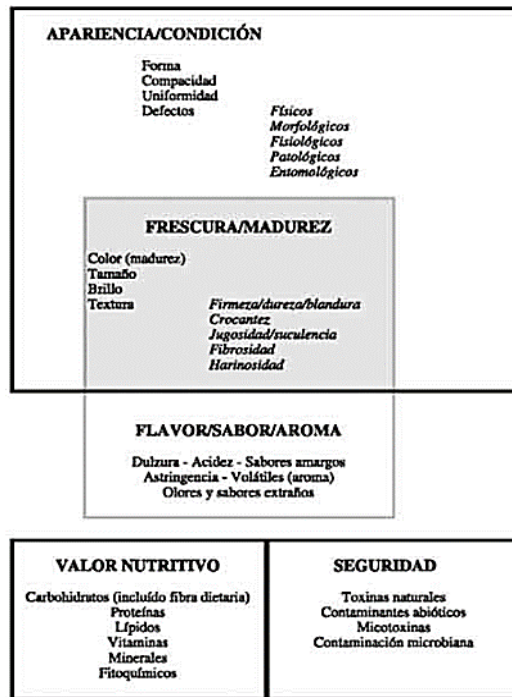 APARIENCIA/CONDICIÓN
Forma
Compacidad
Uniformidad
Defectos
Físicos
Morfológicos
Fisiológicos
Patológicos
Entomológicos
FRESCURA/MADUREZ
Color (madurez)
Tamaño
Brillo
Textura
Firmeza/dureza/blandura
Crocantez
Jugosidad/suculencia
Fibrosidad
Harinosidad
FLAVOR/SABOR/AROMA
Dulzura - Acidez - Sabores amargos
Astringencia - Volátiles (aroma)
Olores y sabores extraños
VALOR NUTRITIVO
Carbohidratos (incluído fibra dietaria)
Proteínas
Lípidos
Vitaminas
Minerales
Fitoquímicos
SEGURIDAD
Toxinas naturales
Contaminantes abióticos
Micotoxinas
Contaminación microbiana